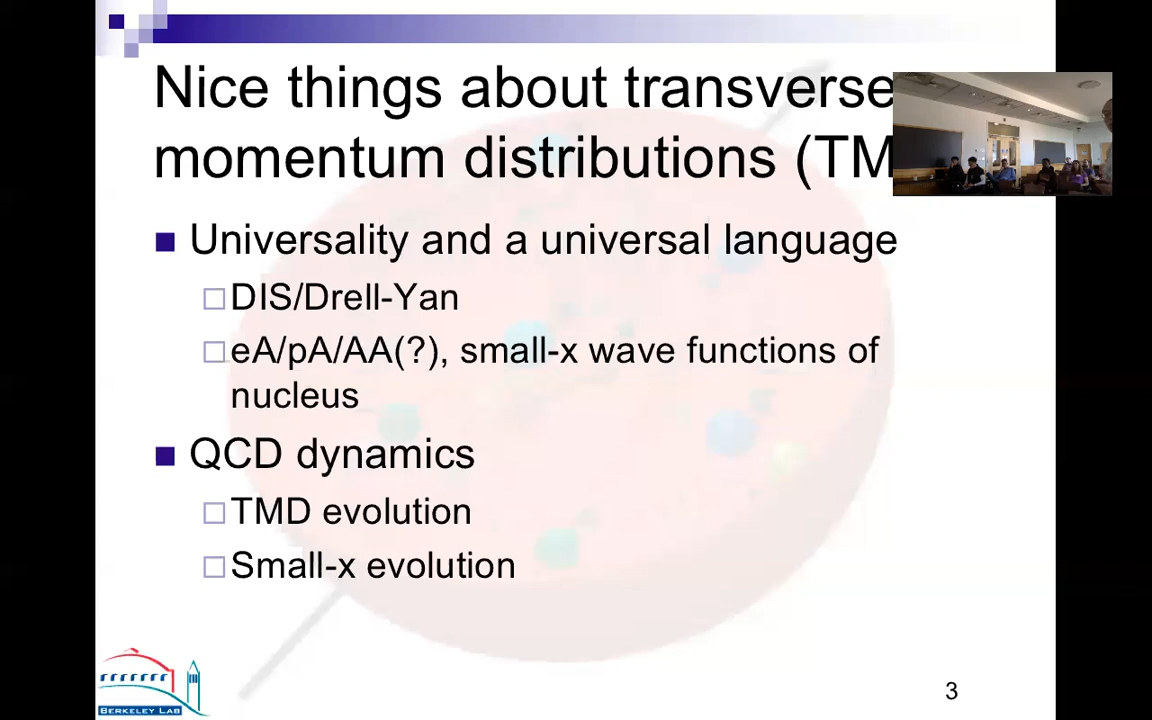 Nice things about transverse
momentum distributions (TM
Universality and a universal language
DIS/Drell-Yan
eA/pA/AA(?), small-x wave functions of
nucleus
QCD dynamics
TMD evolution
Small-x evolution
BERKELEY LAB
3